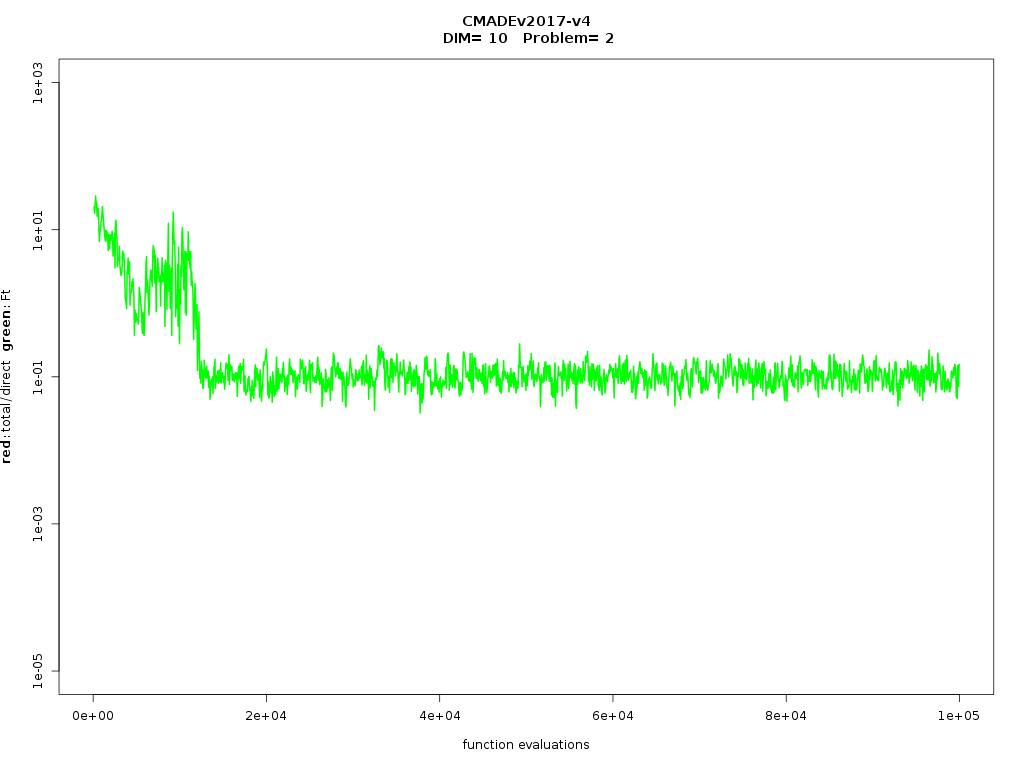 CMADEv2017-v4
DIM= 10 Problem= 2
1e+03
1e+01
1e-01
1e-03
1e-05
red:total/direct green:Ft
0e+00 2e+04 4e+04 6e+04 8e+04 1e+05
function evaluations